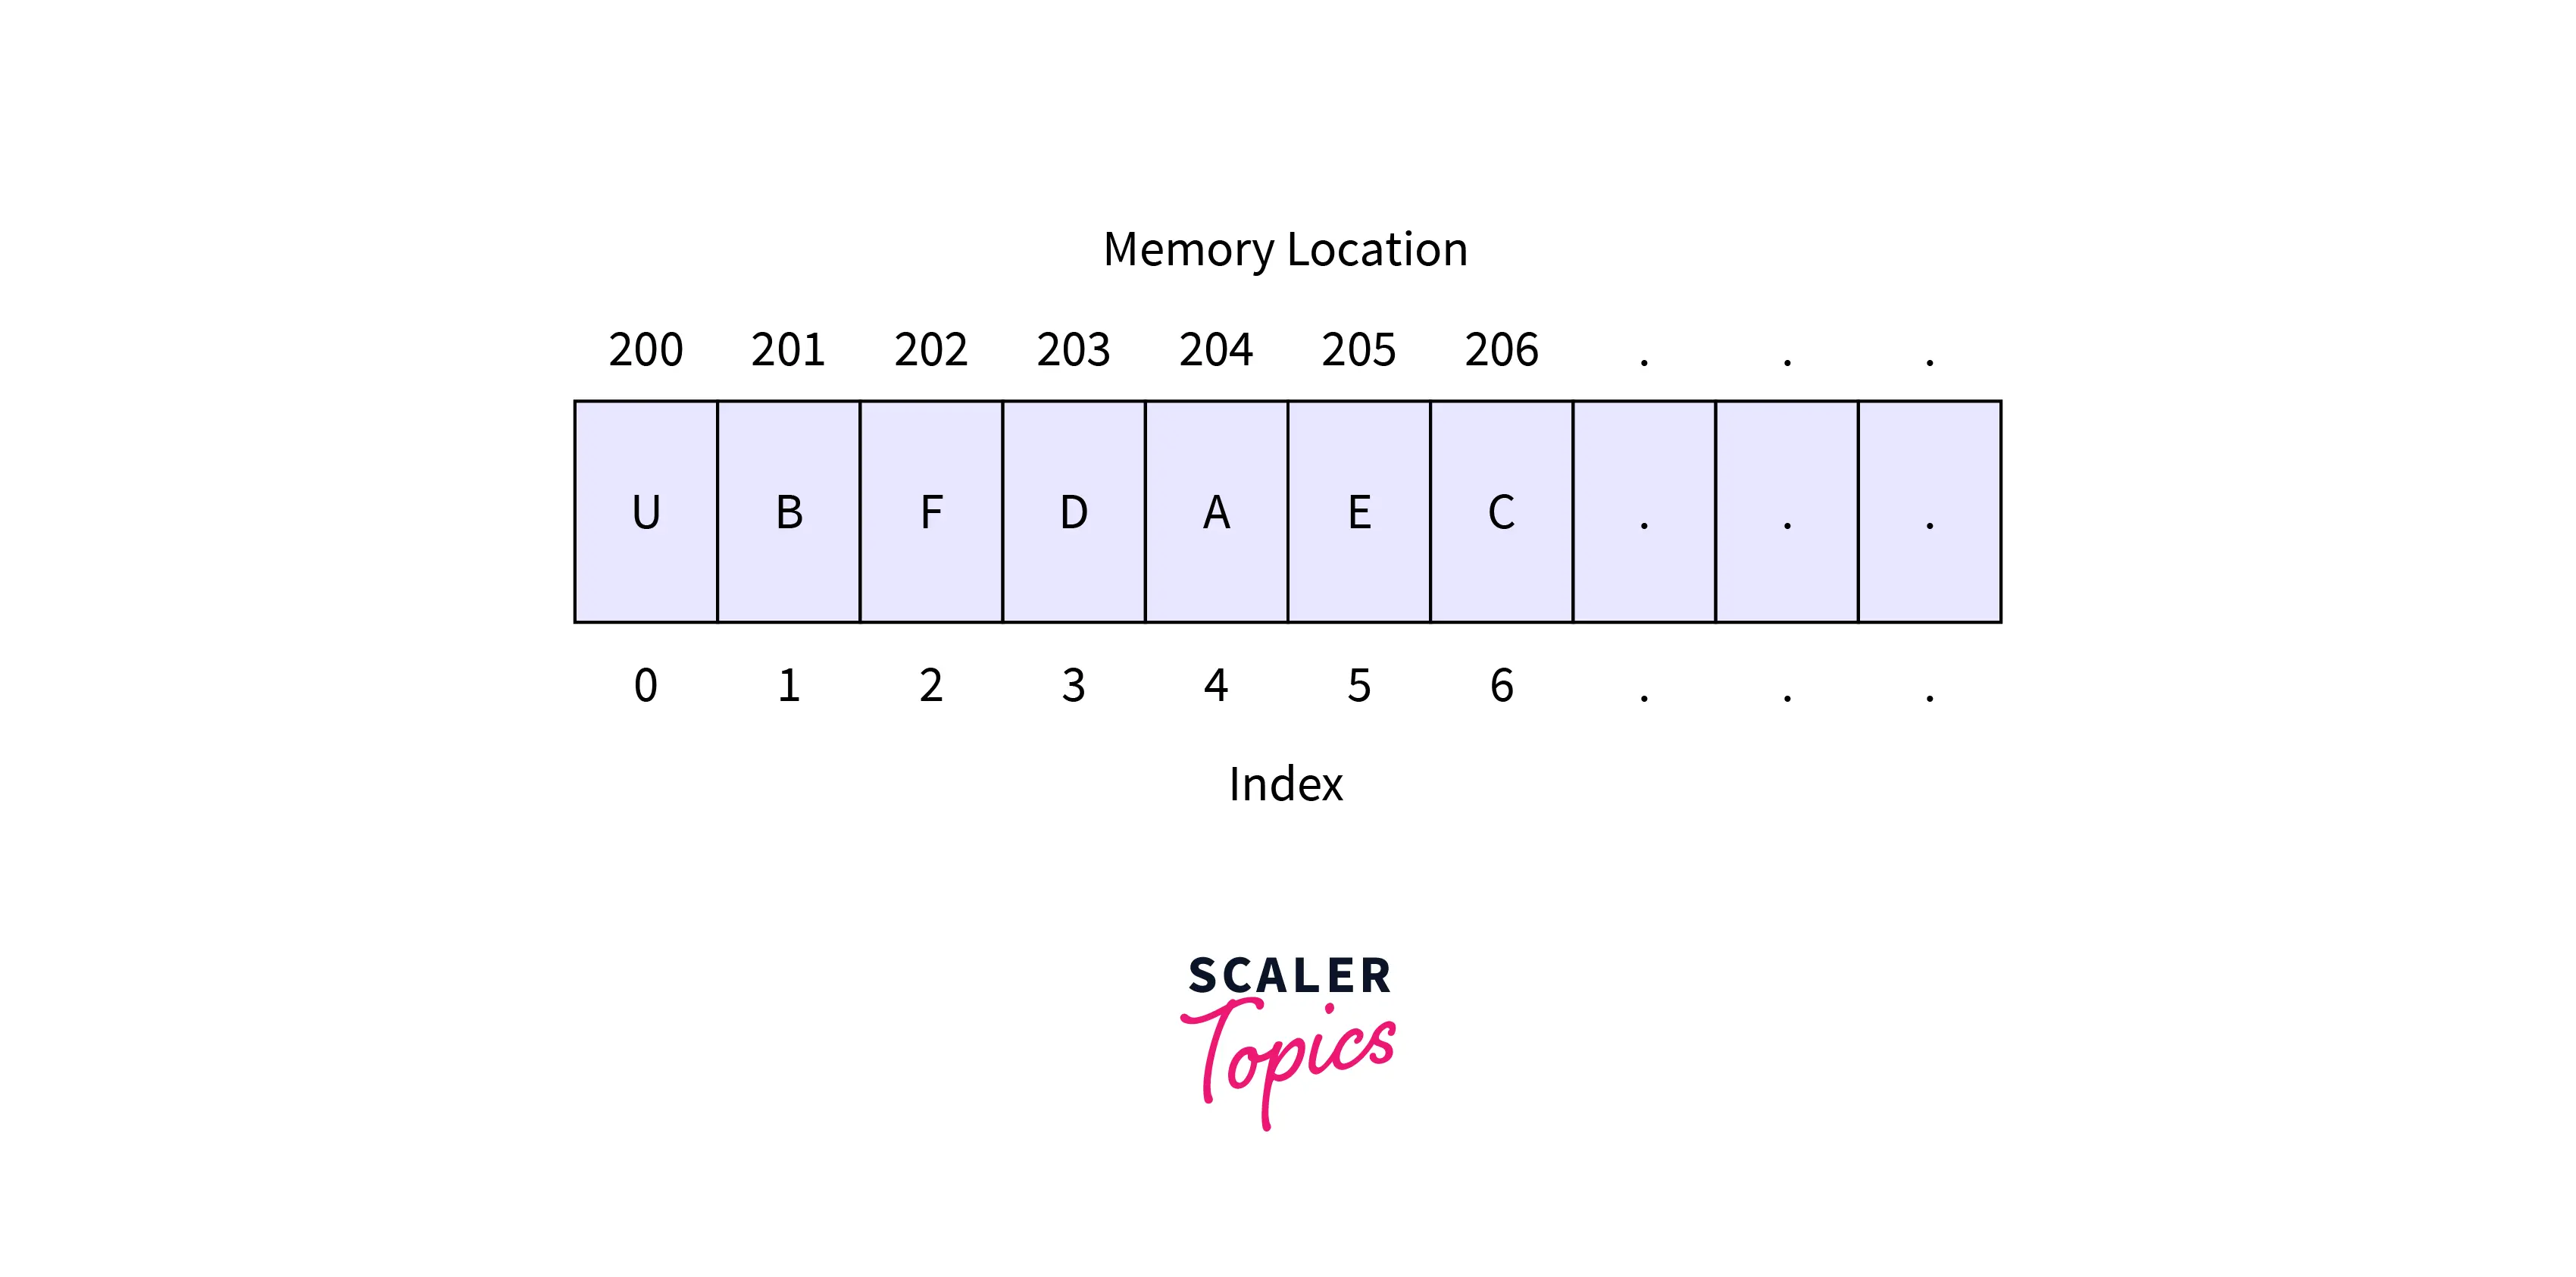 Memory Location
200 201 202 203 204 205 206 . . .
U B F D A E C . . .
0 1 2 3 4 5 6 . . .
Index
SCALER
Topics